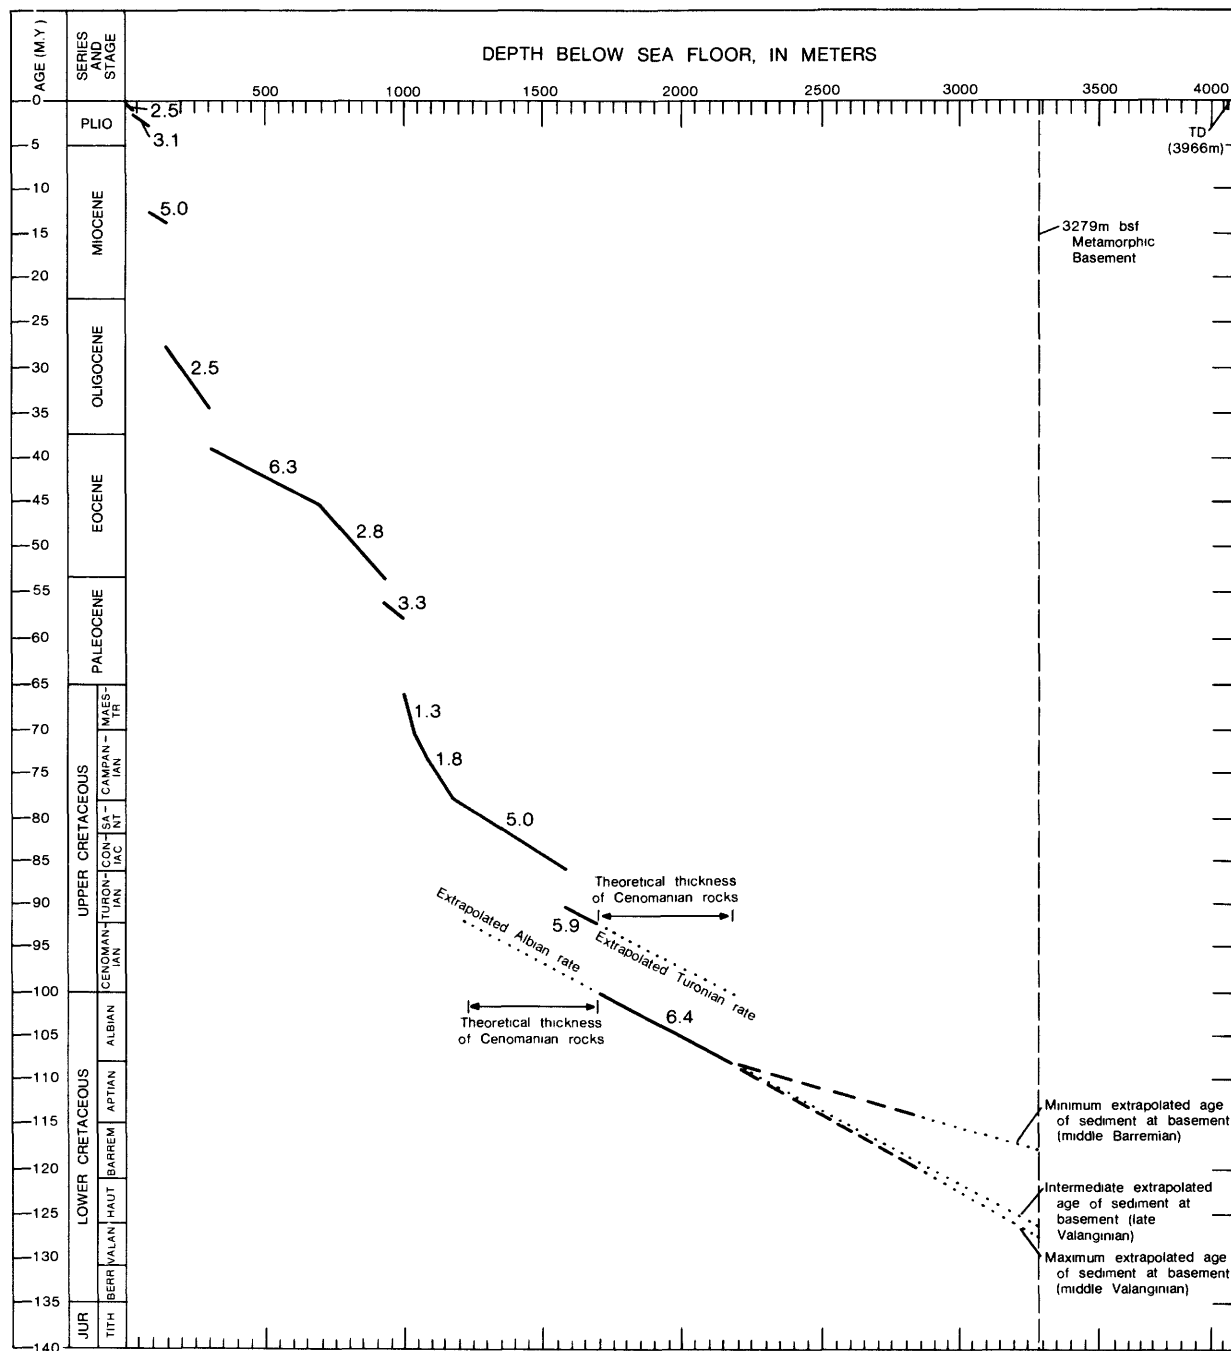 AGE (M.Y.)
SERIES
AND
STAGE
DEPTH BELOW SEA FLOOR, IN METERS
500
1000
1500
2000
2500
3000
4000
0
5
10
15
20
25
30
35
40
45
50
55
60
65
70
75
80
85
90
95
100
105
110
115
120
125
130
135
140
PLIO
MIOCENE
OLIGOCENE
EOCENE
PALEOCENE
UPPER CRETACEOUS
LOWER CRETACEOUS
JUR
MAES-
TR
CAMPAN-
IAN
SA-
NT
CON-
IAC
TURON-
IAN
CENOMAN-
IAN
ALBIAN
APTIAN
BARREM
HAUT
VALAN
BERR
TITH
2.5
3.1
5.0
2.5
6.3
2.8
3.3
1.3
1.8
5.0
5.9
6.4
TD
(3966m)
3279m bsf
Metamorphic
Basement
Theoretical thickness
of Cenomanian rocks
Extrapolated Albian rate
Extrapolated Turonian rate
Theoretical thickness
of Cenomanian rocks
Minimum extrapolated age
of sediment at basement
(middle Barremian)
Intermediate extrapolated
age of sediment at
basement (late
Valanginian)
Maximum extrapolated age
of sediment at basement
(middle Valanginian)